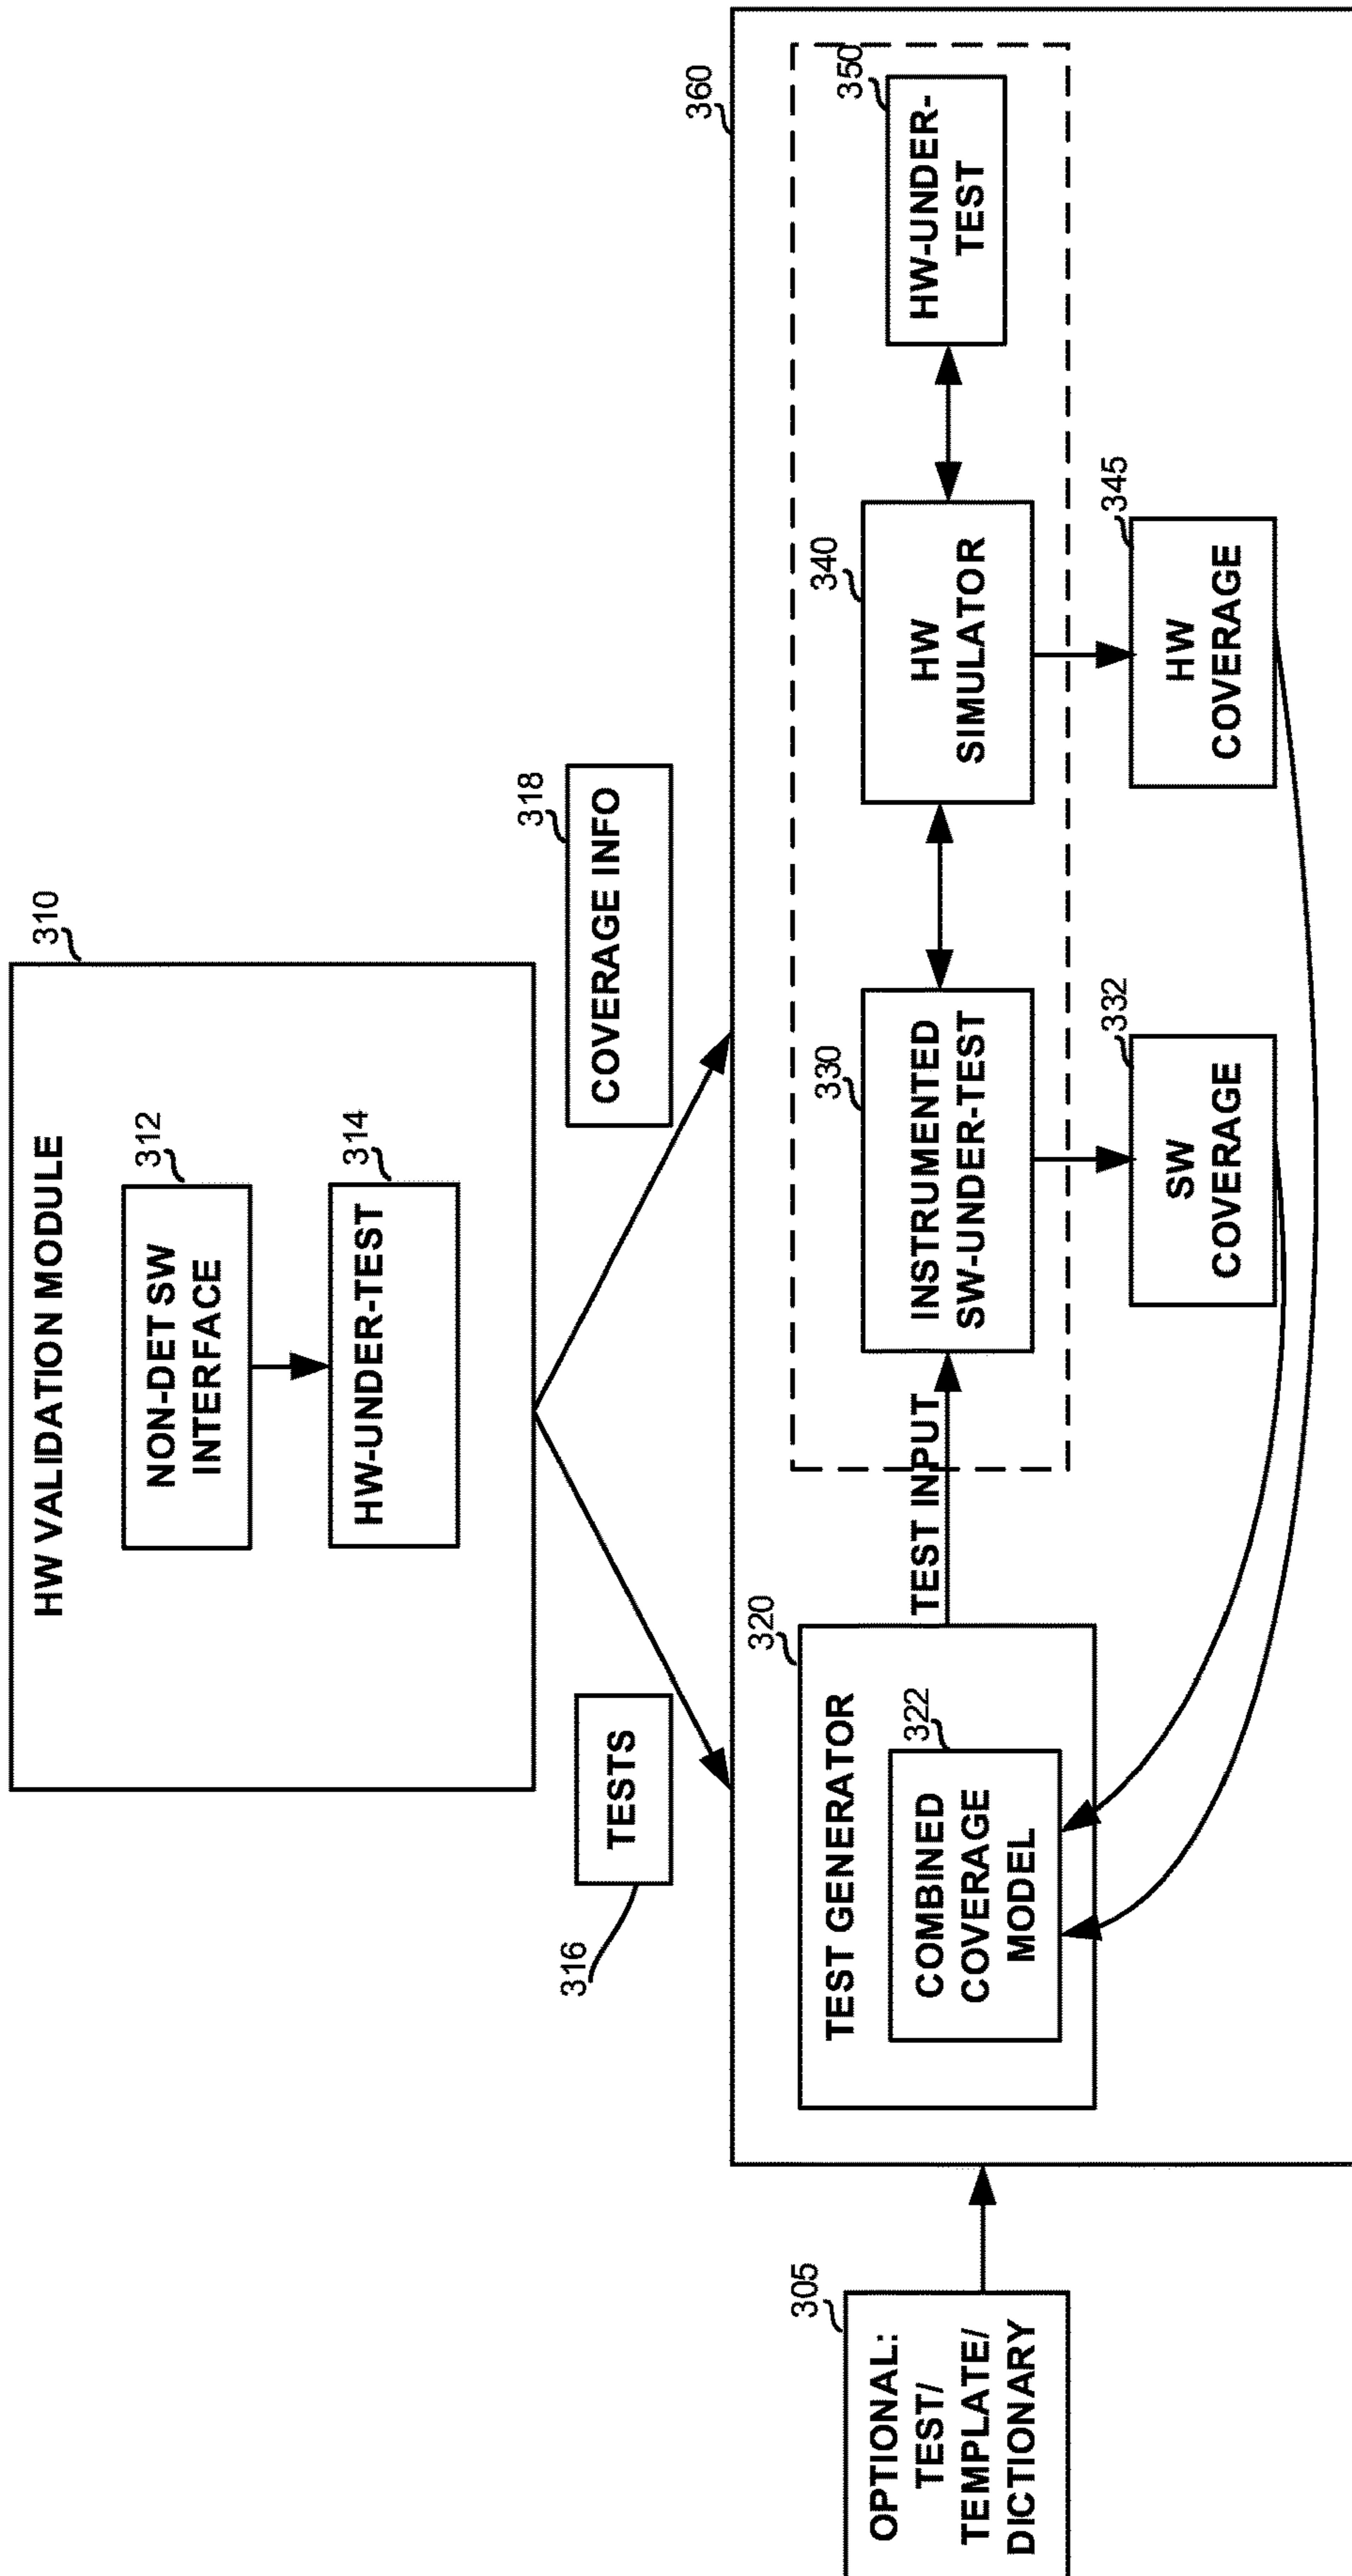 310
HW VALIDATION MODULE
312
NON-DET SW
INTERFACE
314
HW-UNDER-TEST
316
TESTS
318
COVERAGE INFO
360
305
OPTIONAL:
TEST/
TEMPLATE/
DICTIONARY
320
TEST GENERATOR
322
COMBINED
COVERAGE
MODEL
TEST INPUT
330
INSTRUMENTED
SW-UNDER-TEST
340
HW
SIMULATOR
350
HW-UNDER-
TEST
332
SW
COVERAGE
345
HW
COVERAGE